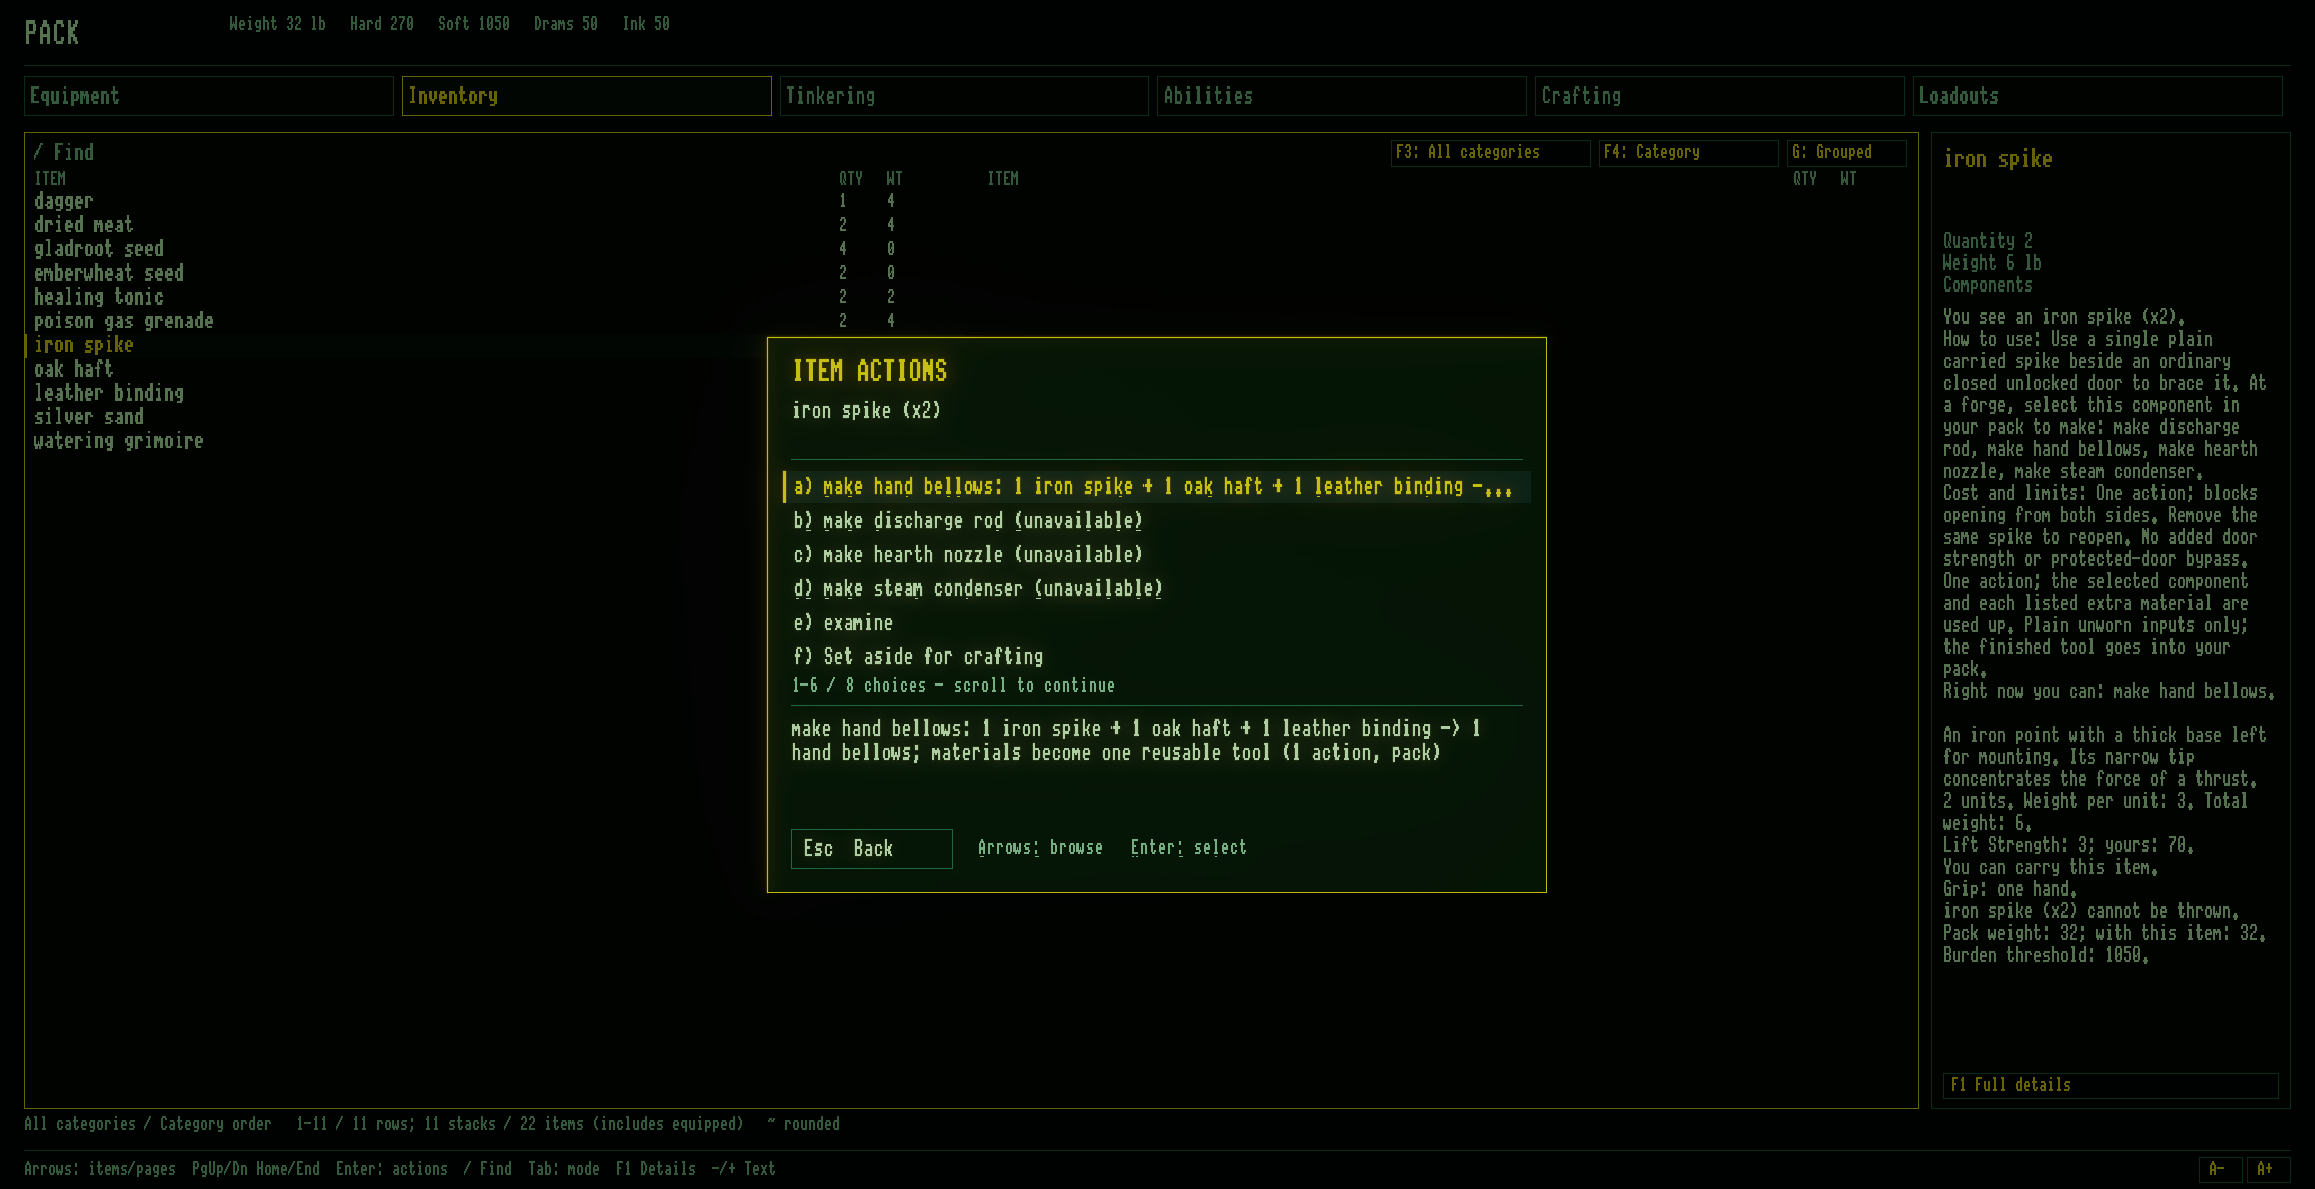 PACK
Weight 32 lb Hard 270 Soft 1050 Drams 50 Ink 50
Equipment Inventory Tinkering Abilities Crafting Loadouts
/ Find
F3: All categories F4: Category G: Grouped
ITEM QTY WT ITEM QTY WT
dagger 1 4
dried meat 2 4
gladroot seed 4 0
emberwheat seed 2 0
healing tonic 2 2
poison gas grenade 2 4
iron spike
oak haft
leather binding
silver sand
watering grimoire
ITEM ACTIONS
iron spike (x2)
a) make hand bellows: 1 iron spike + 1 oak haft + 1 leather binding -...
b) make discharge rod (unavailable)
c) make hearth nozzle (unavailable)
d) make steam condenser (unavailable)
e) examine
f) Set aside for crafting
1-6 / 8 choices - scroll to continue
make hand bellows: 1 iron spike + 1 oak haft + 1 leather binding -> 1
hand bellows; materials become one reusable tool (1 action, pack)
Esc Back Arrows: browse Enter: select
iron spike
Quantity 2
Weight 6 lb
Components
You see an iron spike (x2).
How to use: Use a single plain
carried spike beside an ordinary
closed unlocked door to brace it. At
a forge, select this component in
your pack to make: make discharge
rod, make hand bellows, make hearth
nozzle, make steam condenser.
Cost and limits: One action; blocks
opening from both sides. Remove the
same spike to reopen. No added door
strength or protected-door bypass.
One action; the selected component
and each listed extra material are
used up. Plain unworn inputs only;
the finished tool goes into your
pack.
Right now you can: make hand bellows.
An iron point with a thick base left
for mounting. Its narrow tip
concentrates the force of a thrust.
2 units. Weight per unit: 3. Total
weight: 6.
Lift Strength: 3; yours: 70.
You can carry this item.
Grip: one hand.
iron spike (x2) cannot be thrown.
Pack weight: 32; with this item: 32.
Burden threshold: 1050.
F1 Full details
All categories / Category order 1-11 / 11 rows; 11 stacks / 22 items (includes equipped) ~ rounded
Arrows: items/pages PgUp/Dn Home/End Enter: actions / Find Tab: mode F1 Details -/+ Text
A- A+